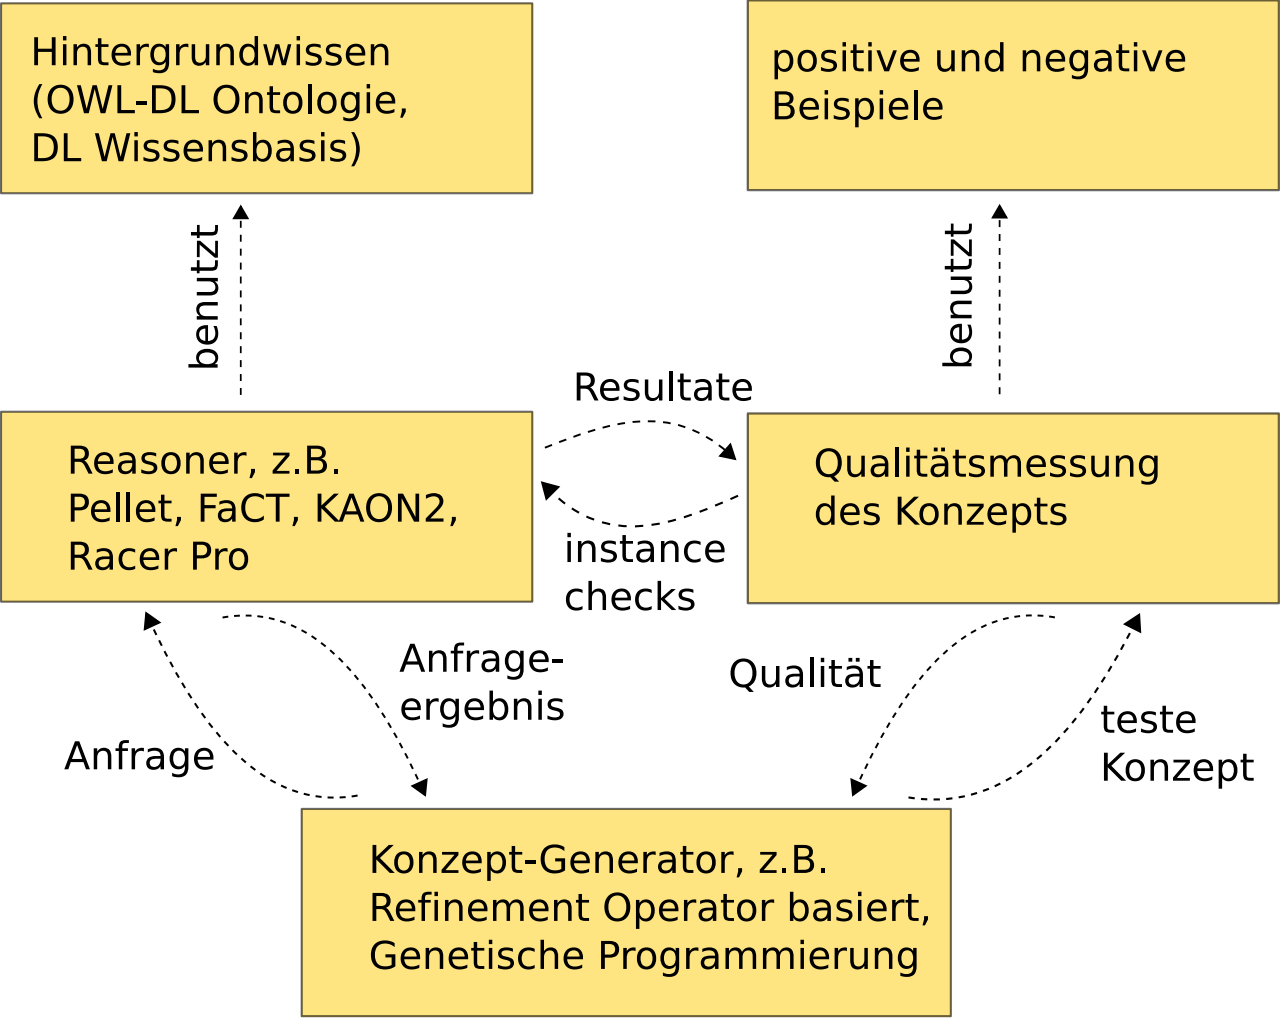 Hintergrundwissen
(OWL-DL Ontologie,
DL Wissensbasis)
positive und negative
Beispiele
benutzt
benutzt
Resultate
Reasoner, z.B.
Pellet, FaCT, KAON2,
Racer Pro
Qualitätsmessung
des Konzepts
instance
checks
Anfrage-
ergebnis
Qualität
Anfrage
teste
Konzept
Konzept-Generator, z.B.
Refinement Operator basiert,
Genetische Programmierung